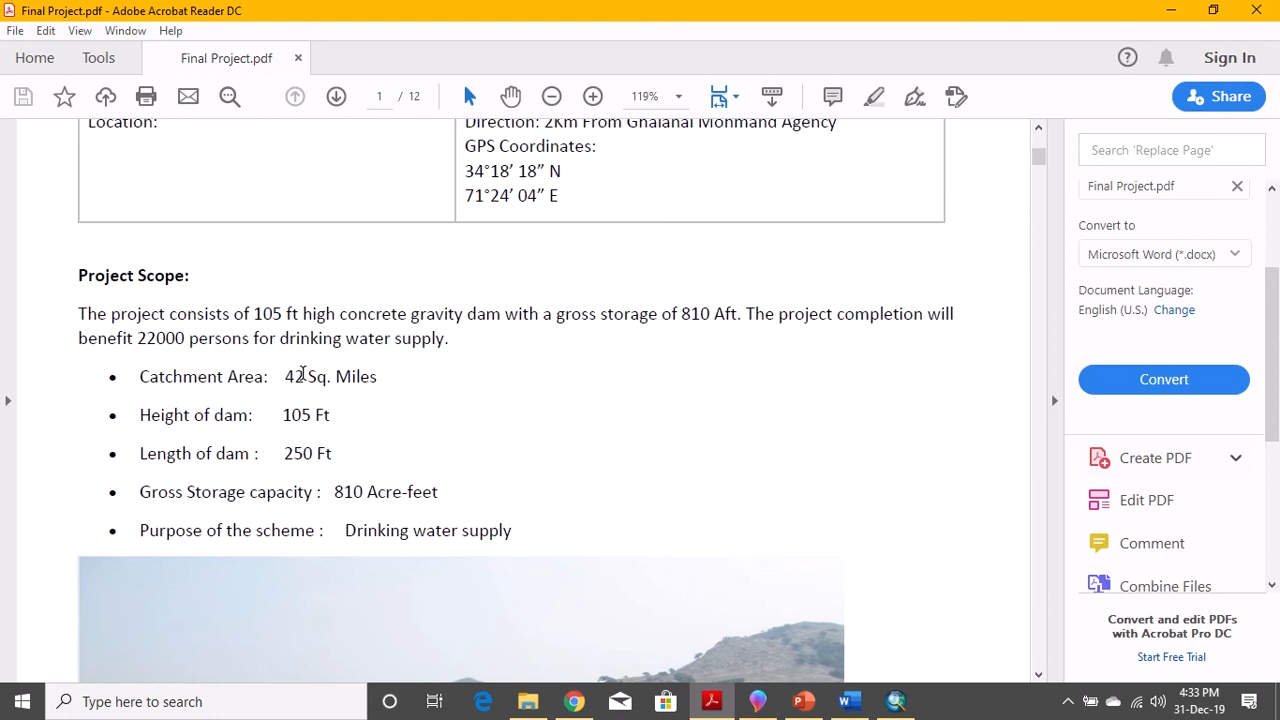 Final Project.pdf - Adobe Acrobat Reader DC
File Edit View Window Help
Home Tools Final Project.pdf × Sign In
1 / 12 119% Share
Location:
Direction: 2Km From Ghalanai Mohmand Agency
GPS Coordinates:
34°18’ 18” N
71°24’ 04” E
Project Scope:
The project consists of 105 ft high concrete gravity dam with a gross storage of 810 Aft. The project completion will
benefit 22000 persons for drinking water supply.
• Catchment Area: 42 Sq. Miles
• Height of dam: 105 Ft
• Length of dam : 250 Ft
• Gross Storage capacity : 810 Acre-feet
• Purpose of the scheme : Drinking water supply
Search 'Replace Page'
Final Project.pdf
Convert to
Microsoft Word (*.docx)
Document Language:
English (U.S.) Change
Convert
Create PDF
Edit PDF
Comment
Combine Files
Convert and edit PDFs
with Acrobat Pro DC
Start Free Trial
Type here to search
4:33 PM
31-Dec-19